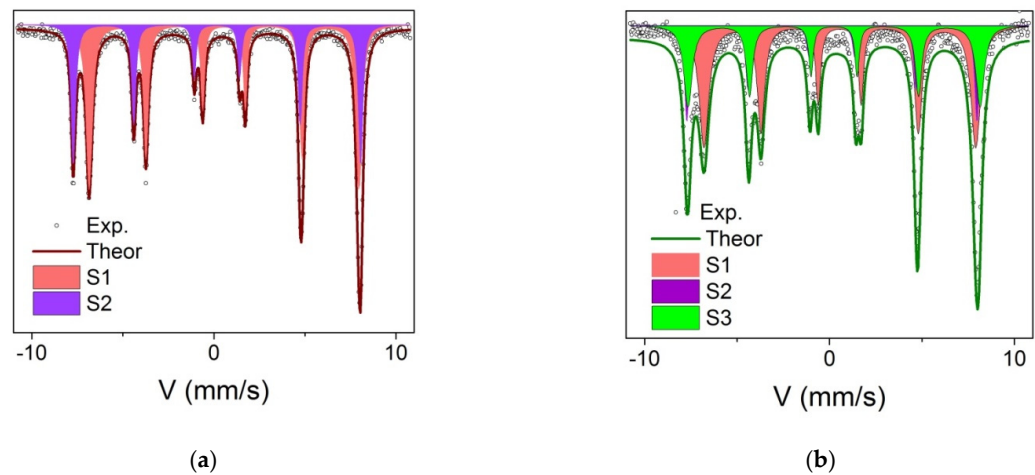 Exp.
Theor
S1
S2
-10 0 10
V (mm/s)
(a)
Exp.
Theor
S1
S2
S3
-10 0 10
V (mm/s)
(b)